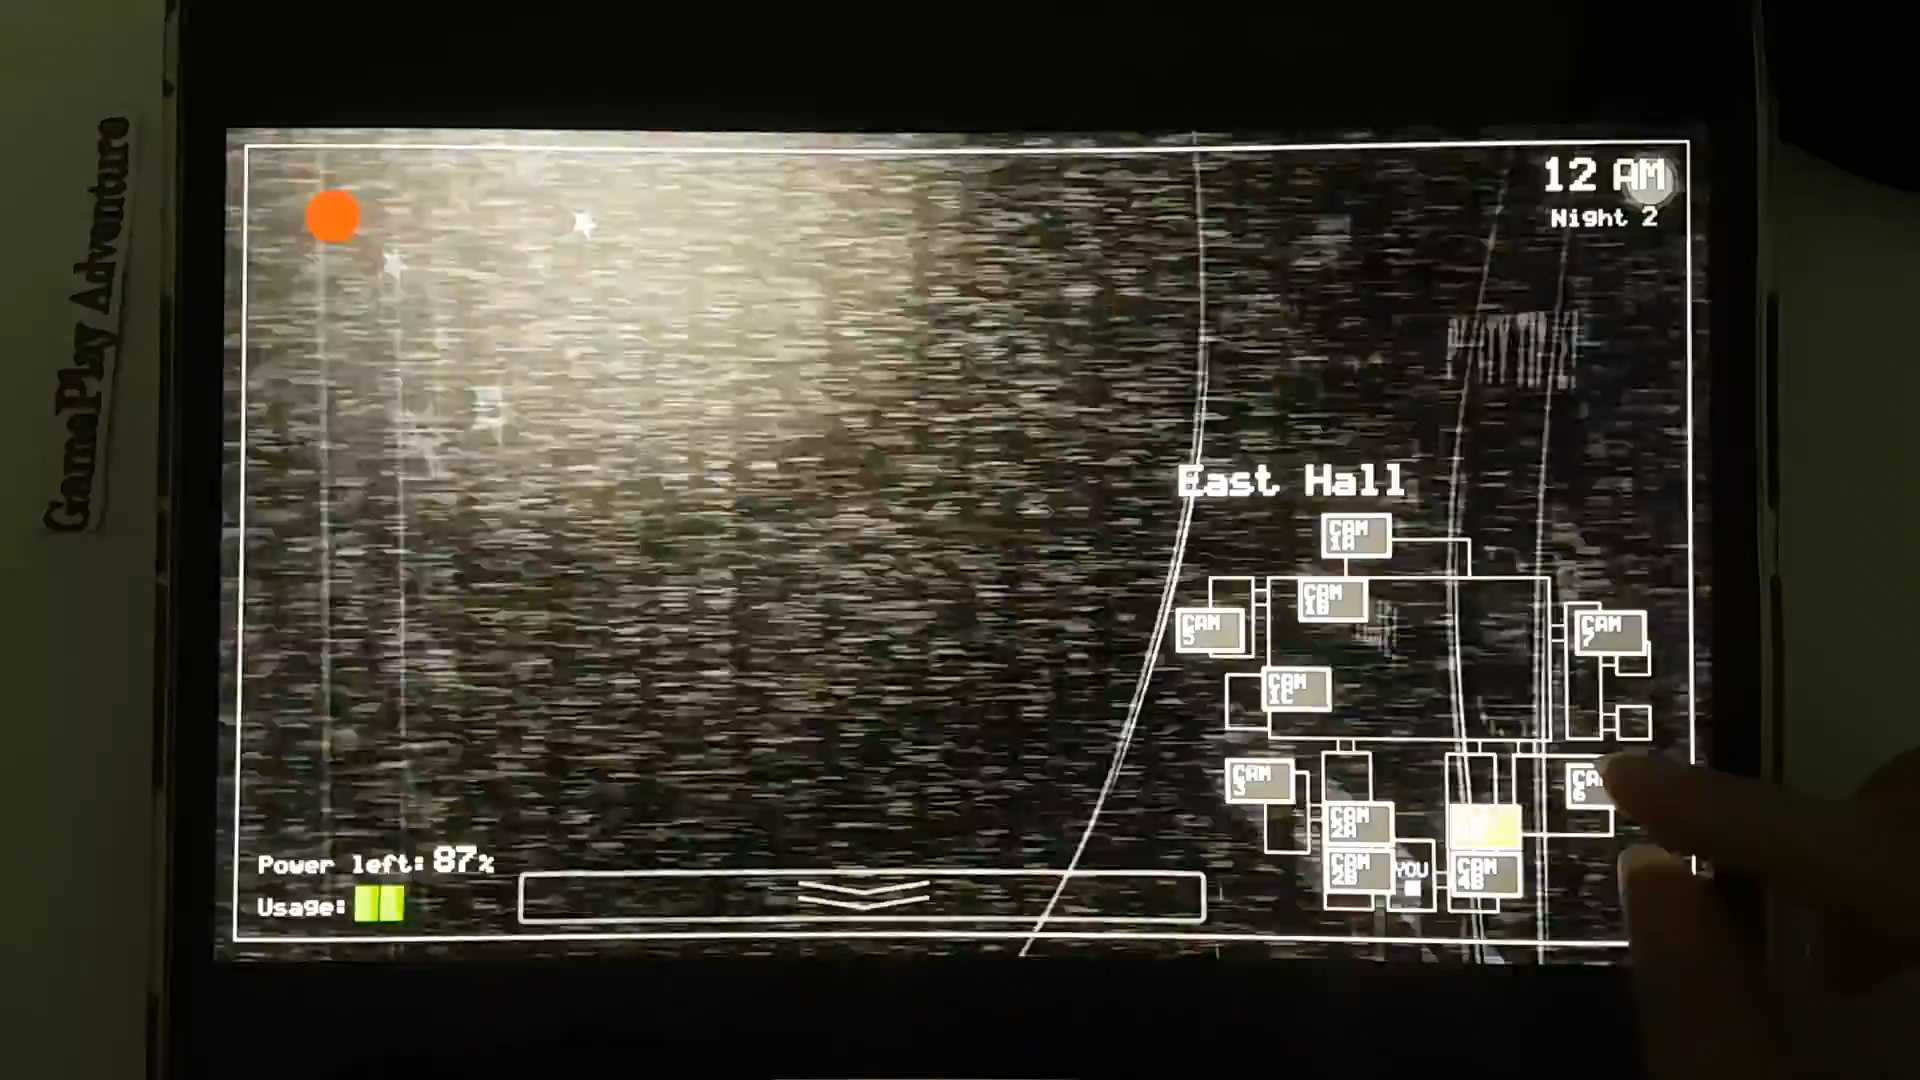 GamePlay Adventure
12 AM
Night 2
East Hall
CAM
1A
CAM
1B
CAM
5
CAM
7
CAM
1C
CAM
3
CAM
6
CAM
2A
CAM
2B
YOU
CAM
4B
Power left: 87%
Usage: